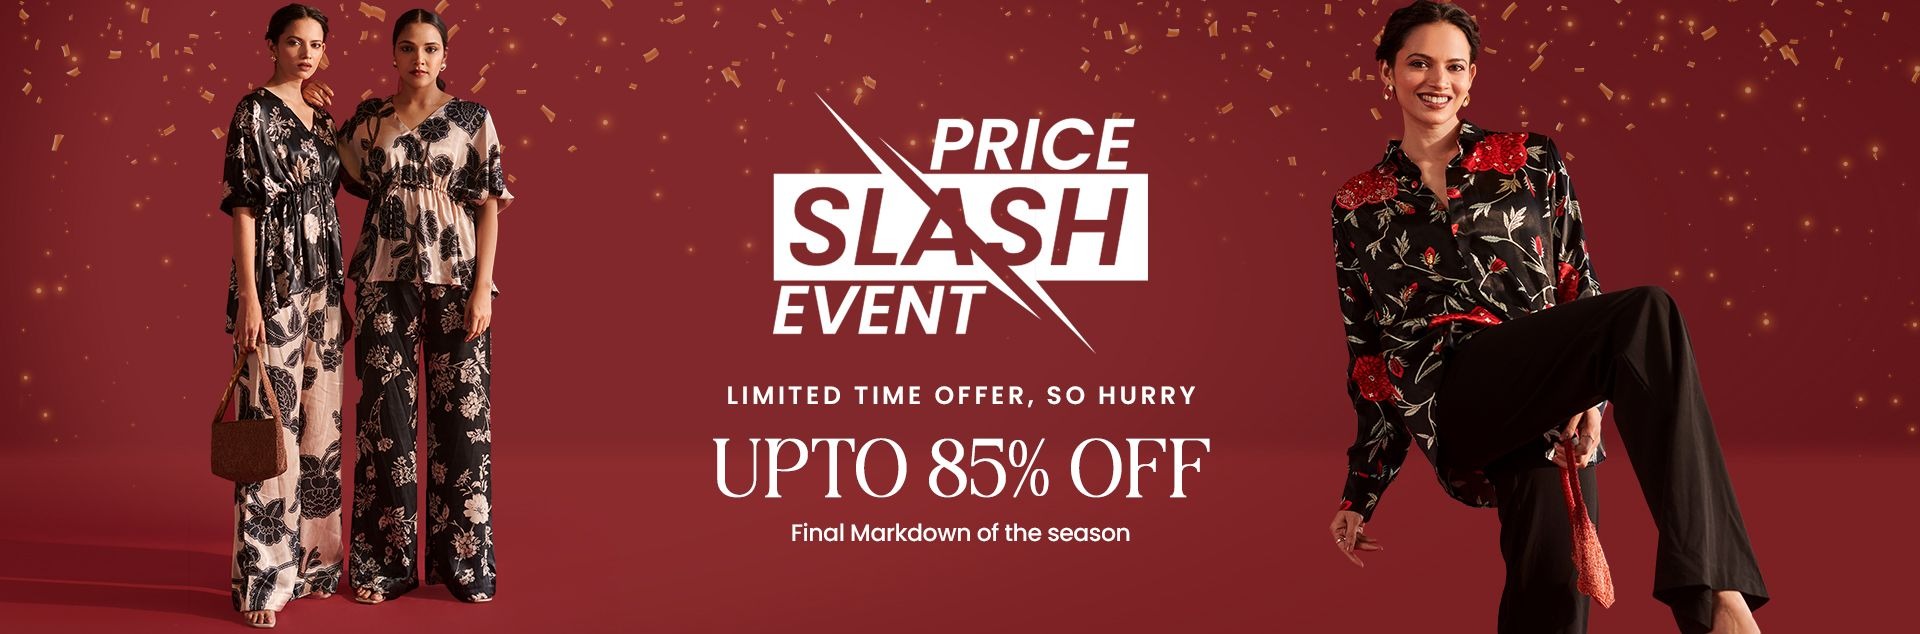 PRICE
SLASH
EVENT
LIMITED TIME OFFER, SO HURRY
UPTO 85% OFF
Final Markdown of the season